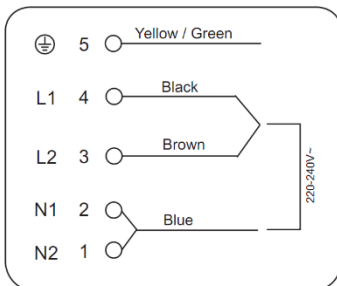 5 Yellow / Green
L1 4 Black
L2 3 Brown
N1 2
Blue
N2 1
220-240V~